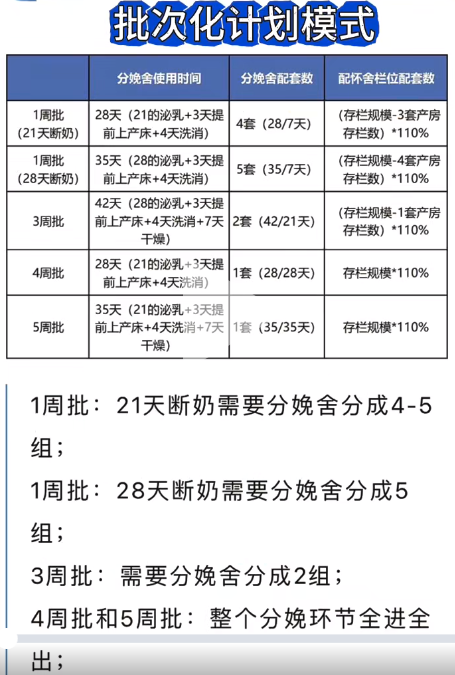 批次化计划模式
分娩舍使用时间 分娩舍配套数 配怀舍栏位配套数
1周批
(21天断奶)
28天（21的泌乳+3天提
前上产床+4天洗消）
4套（28/7天）
(存栏规模-3套产房
存栏数）*110%
1周批
(28天断奶)
35天（28的泌乳+3天提
前上产床+4天洗消）
5套（35/7天）
(存栏规模-4套产房
存栏数）*110%
3周批
42天（28的泌乳+3天提
前上产床+4天洗消+7天
干燥）
2套（42/21天）
(存栏规模-1套产房
存栏数）*110%
4周批
28天（21的泌乳+3天提
前上产床+4天洗消）
1套（28/28天）
存栏规模*110%
5周批
35天（21的泌乳+3天提
前上产床+4天洗消+7天
干燥）
1套（35/35天）
存栏规模*110%
1周批：21天断奶需要分娩舍分成4-5
组；
1周批：28天断奶需要分娩舍分成5
组；
3周批：需要分娩舍分成2组；
4周批和5周批：整个分娩环节全进全
出；